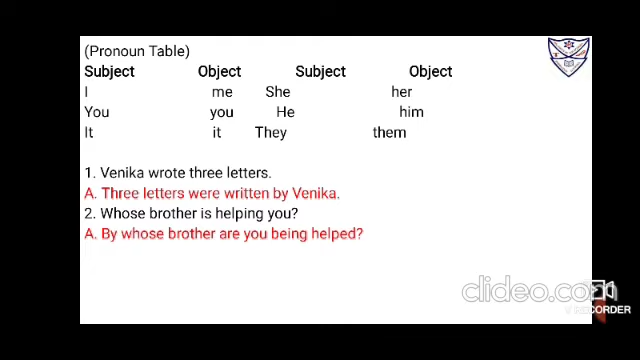 (Pronoun Table)
Subject Object Subject Object
I me She her
You you He him
It it They them
1. Venika wrote three letters.
A. Three letters were written by Venika.
2. Whose brother is helping you?
A. By whose brother are you being helped?
clideo.com
RECORDER